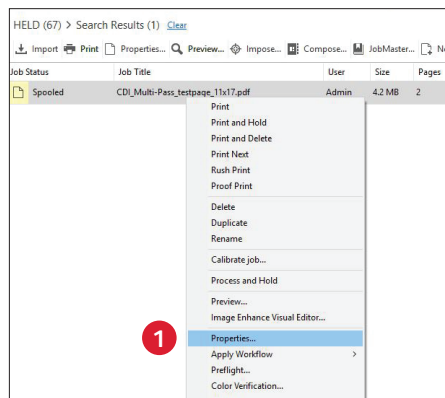 HELD (67) > Search Results (1) Clear
Import Print Properties... Preview... Impose... Compose... JobMaster...
Job Status Job Title User Size Pages
Spooled CDI_Multi-Pass_testpage_11x17.pdf Admin 4.2 MB 2
Print
Print and Hold
Print and Delete
Print Next
Rush Print
Proof Print
Delete
Duplicate
Rename
Calibrate job...
Process and Hold
Preview...
Image Enhance Visual Editor...
1 Properties...
Apply Workflow >
Preflight...
Color Verification...